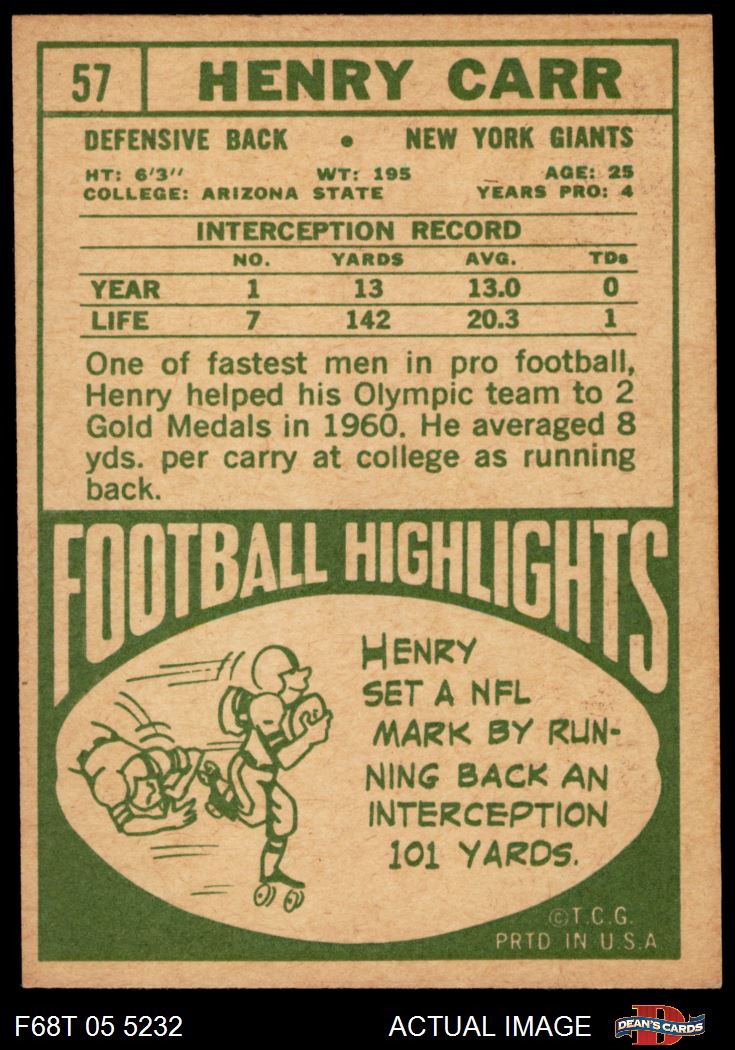 57 HENRY CARR
DEFENSIVE BACK • NEW YORK GIANTS
HT: 6'3" WT: 195 AGE: 25
COLLEGE: ARIZONA STATE YEARS PRO: 4
INTERCEPTION RECORD
NO. YARDS AVG. TDs
YEAR 1 13 13.0 0
LIFE 7 142 20.3 1
One of fastest men in pro football,
Henry helped his Olympic team to 2
Gold Medals in 1960. He averaged 8
yds. per carry at college as running
back.
FOOTBALL HIGHLIGHTS
HENRY
SET A NFL
MARK BY RUN-
NING BACK AN
INTERCEPTION
101 YARDS.
©T.C.G.
PRTD IN U.S.A
F68T 05 5232 ACTUAL IMAGE D DEAN'S CARDS